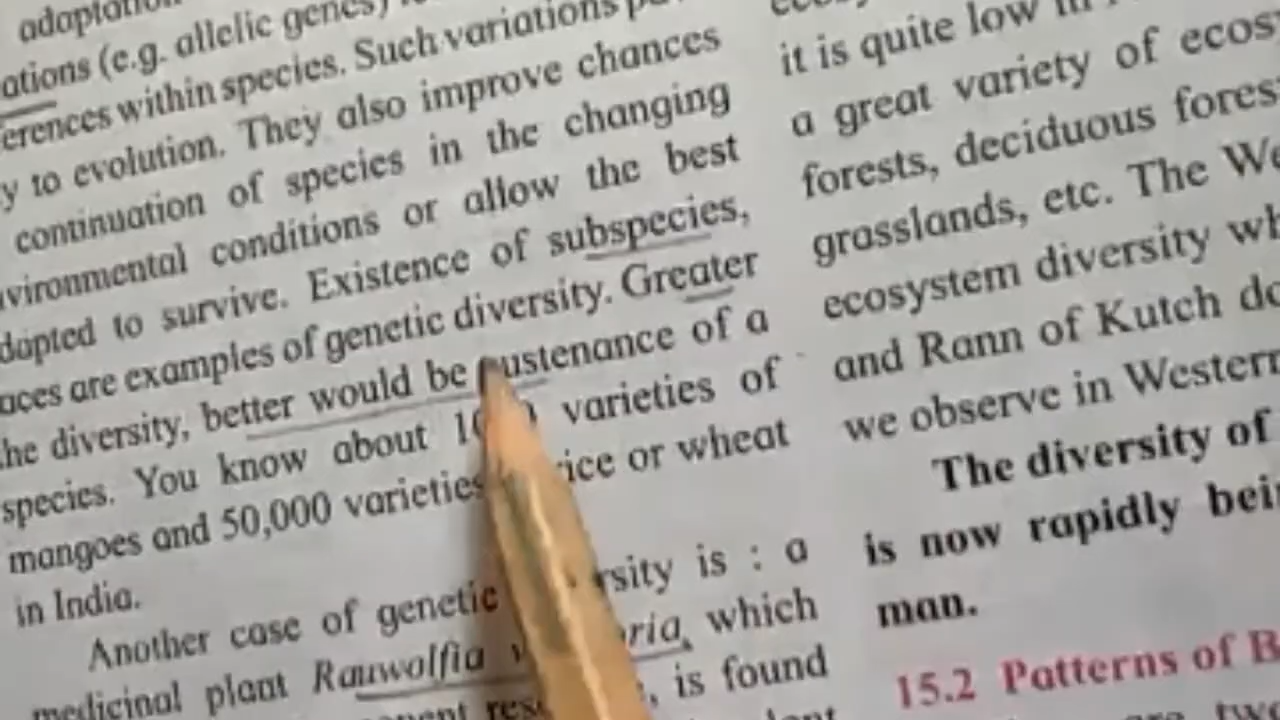 adaptation
ations (e.g. allelic genes)
erences within species. Such variations
y to evolution. They also improve chances
continuation of species in the changing
vironmental conditions or allow the best
dapted to survive. Existence of subspecies,
aces are examples of genetic diversity. Greater
he diversity, better would be sustenance of a
species. You know about varieties of
mangoes and 50,000 varieties rice or wheat
in India.
Another case of genetic rsity is : a
medicinal plant Rauwolfia ria, which
is found
it is quite low in
a great variety of ecos
forests, deciduous fores
grasslands, etc. The We
ecosystem diversity wh
and Rann of Kutch do
we observe in Western
The diversity of
is now rapidly bei
man.
15.2 Patterns of B